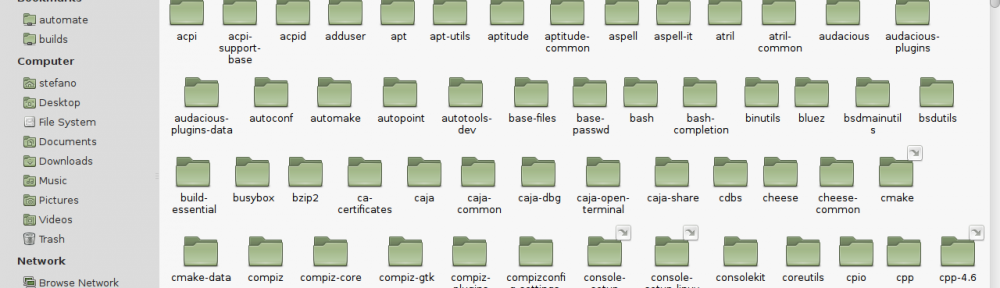 Bookmarks
automate
builds
Computer
stefano
Desktop
File System
Documents
Downloads
Music
Pictures
Videos
Trash
Network
Browse Network
acpi
acpi-
support-
base
acpid
adduser
apt
apt-utils
aptitude
aptitude-
common
aspell
aspell-it
atril
atril-
common
audacious
audacious-
plugins
audacious-
plugins-data
autoconf
automake
autopoint
autotools-
dev
base-files
base-
passwd
bash
bash-
completion
binutils
bluez
bsdmainutil
s
bsdutils
build-
essential
busybox
bzip2
ca-
certificates
caja
caja-
common
caja-dbg
caja-open-
terminal
caja-share
cdbs
cheese
cheese-
common
cmake
cmake-data
compiz
compiz-core
compiz-gtk
compiz-
plugins
compizconfi
g-settings
console-
setup
console-
setup-linux
consolekit
coreutils
cpio
cpp
cpp-4.6